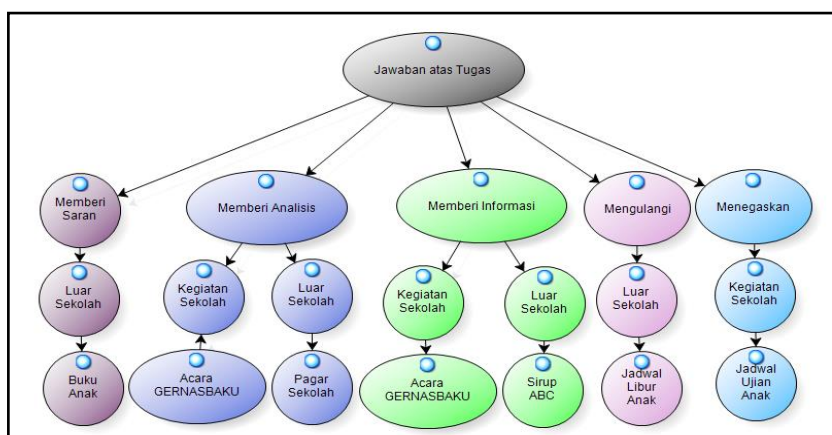 Jawaban atas Tugas
Memberi
Saran
Memberi Analisis
Memberi Informasi
Mengulangi
Menegaskan
Luar
Sekolah
Kegiatan
Sekolah
Luar
Sekolah
Kegiatan
Sekolah
Luar
Sekolah
Luar
Sekolah
Kegiatan
Sekolah
Buku
Anak
Acara
GERNASBAKU
Pagar
Sekolah
Acara
GERNASBAKU
Sirup
ABC
Jadwal
Libur
Anak
Jadwal
Ujian
Anak